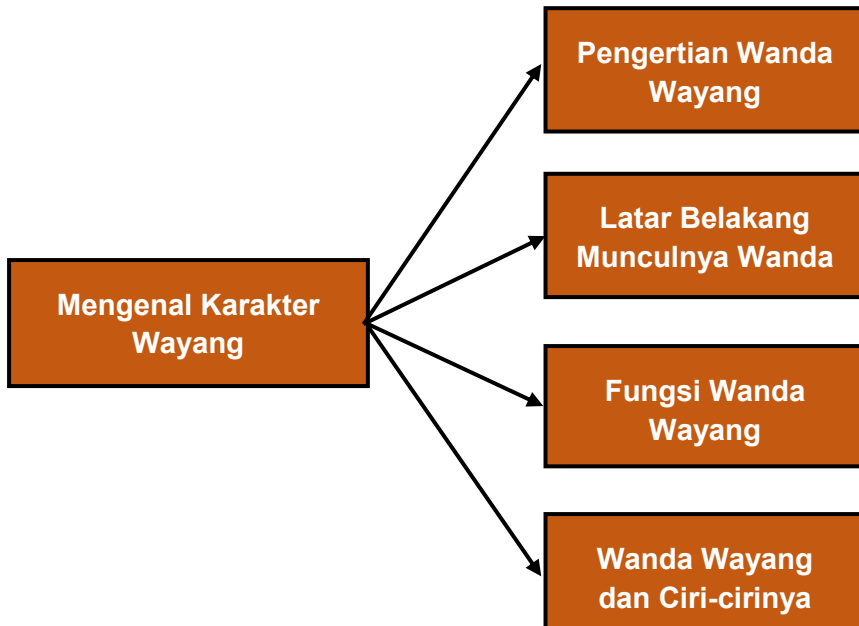 Pengertian Wanda
Wayang
Latar Belakang
Munculnya Wanda
Mengenal Karakter
Wayang
Fungsi Wanda
Wayang
Wanda Wayang
dan Ciri-cirinya